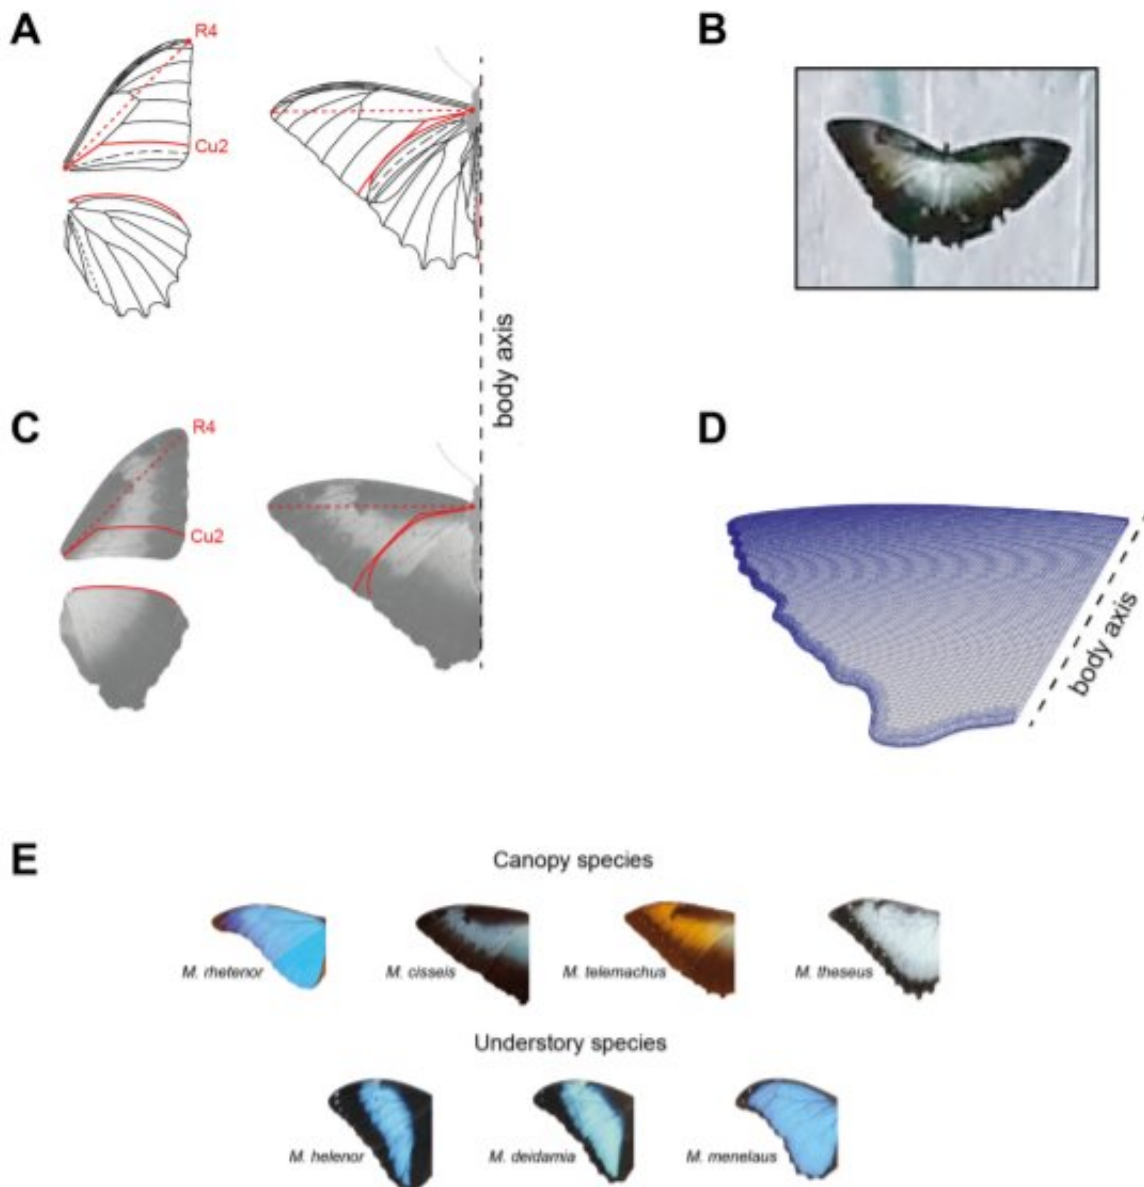 A
R4
Cu2
body axis
B
C
R4
Cu2
D
body axis
E
Canopy species
M. rhetenor
M. cisseis
M. telemachus
M. theseus
Understory species
M. helenor
M. deidamia
M. menelaus